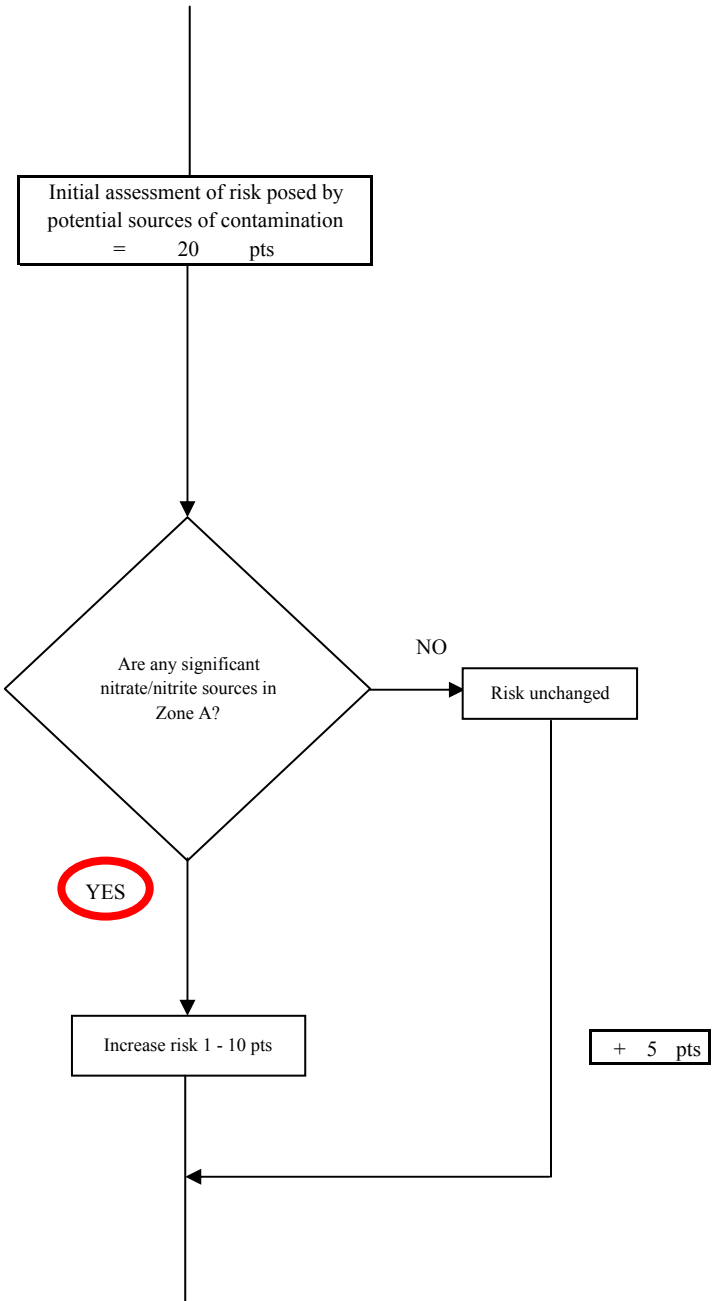 Initial assessment of risk posed by
potential sources of contamination
= 20 pts
Are any significant
nitrate/nitrite sources in
Zone A?
NO
Risk unchanged
YES
Increase risk 1 - 10 pts
+ 5 pts